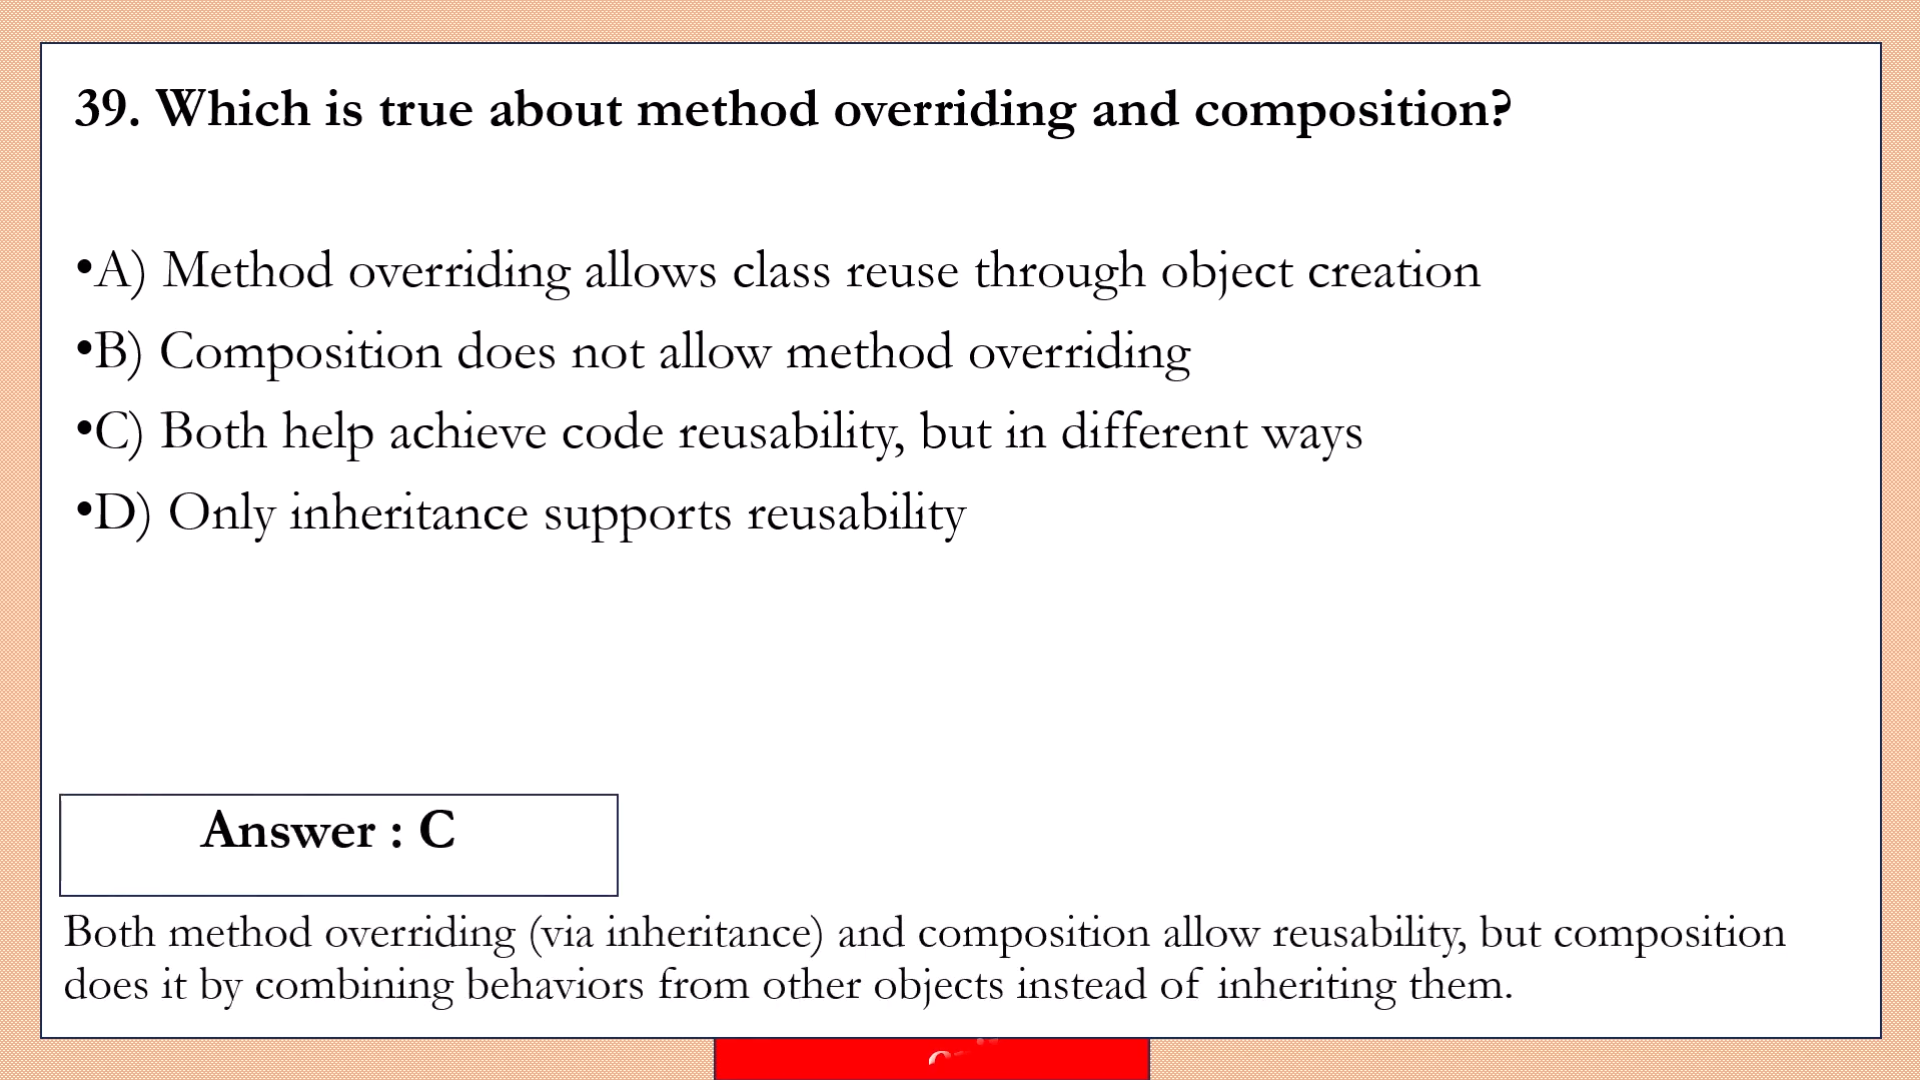 39. Which is true about method overriding and composition?
•A) Method overriding allows class reuse through object creation
•B) Composition does not allow method overriding
•C) Both help achieve code reusability, but in different ways
•D) Only inheritance supports reusability
Answer : C
Both method overriding (via inheritance) and composition allow reusability, but composition
does it by combining behaviors from other objects instead of inheriting them.